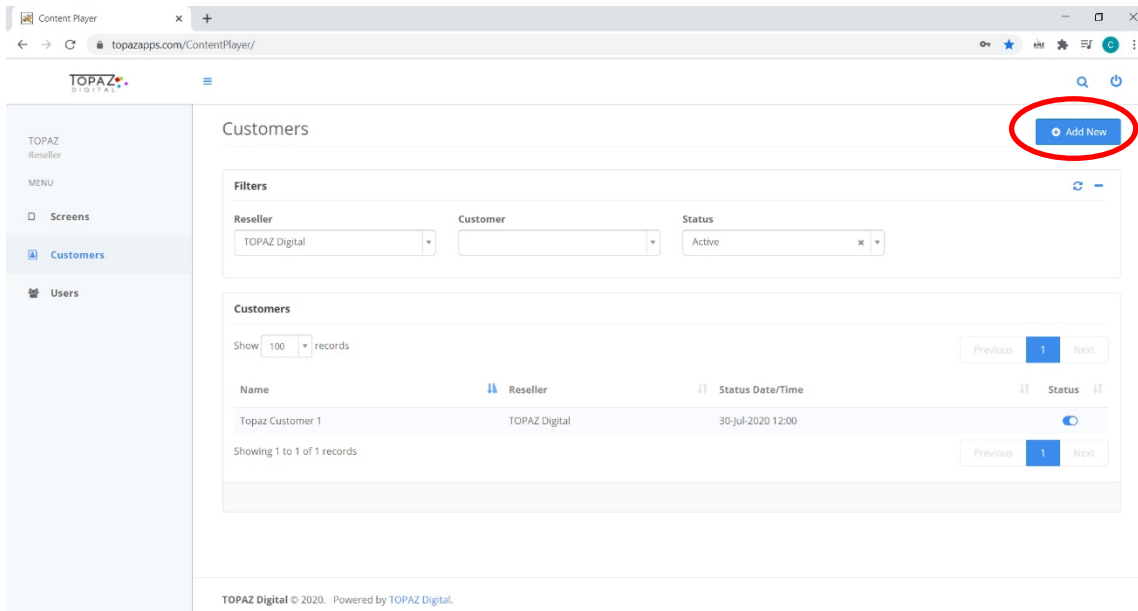 Content Player
topazapps.com/ContentPlayer/
C
TOPAZ
DIGITAL
TOPAZ
Reseller
MENU
Screens
Customers
Users
Customers
Add New
Filters
Reseller Customer Status
TOPAZ Digital Active
Customers
Show 100 records
Previous 1 Next
Name Reseller Status Date/Time Status
Topaz Customer 1 TOPAZ Digital 30-Jul-2020 12:00
Showing 1 to 1 of 1 records
Previous 1 Next
TOPAZ Digital © 2020. Powered by TOPAZ Digital.